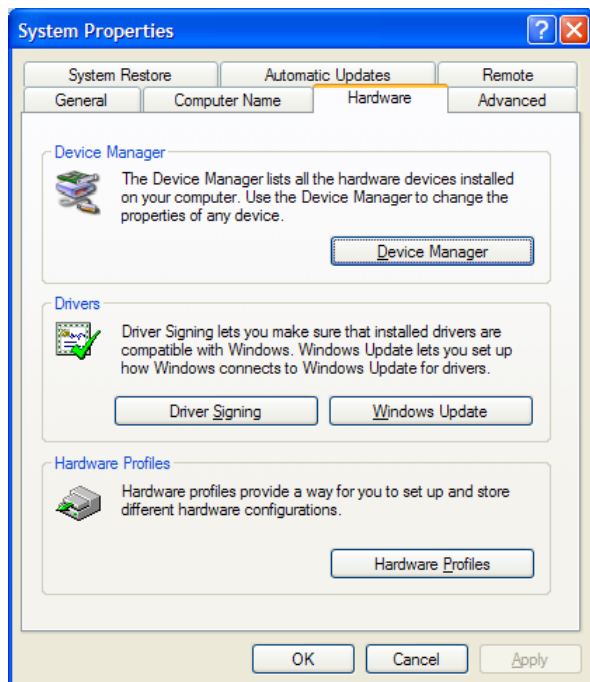 System Properties
System Restore
Automatic Updates
Remote
General
Computer Name
Hardware
Advanced
Device Manager
The Device Manager lists all the hardware devices installed
on your computer. Use the Device Manager to change the
properties of any device.
Device Manager
Drivers
Driver Signing lets you make sure that installed drivers are
compatible with Windows. Windows Update lets you set up
how Windows connects to Windows Update for drivers.
Driver Signing
Windows Update
Hardware Profiles
Hardware profiles provide a way for you to set up and store
different hardware configurations.
Hardware Profiles
OK
Cancel
Apply